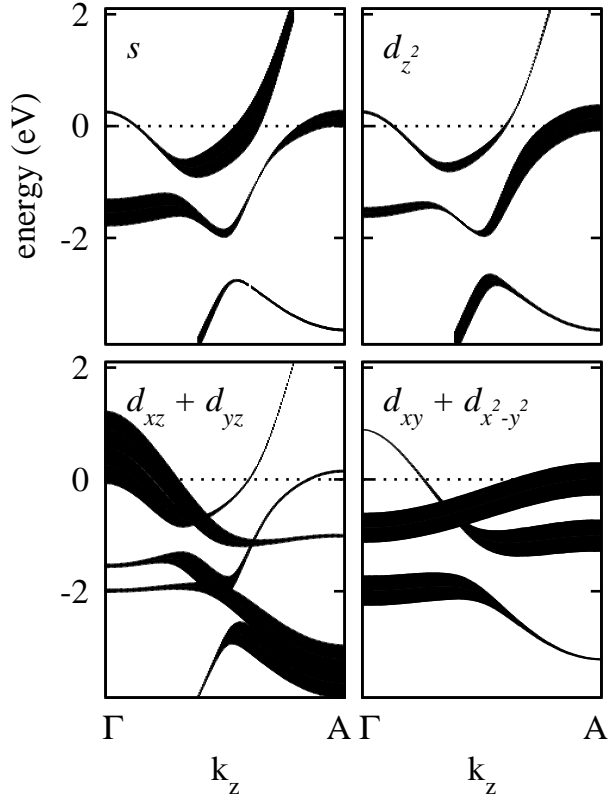 2
s
d_{z^2}
0
energy (eV)
-2
2
d_{xz} + d_{yz}
d_{xy} + d_{x^2-y^2}
0
-2
Γ A Γ A
k_z k_z